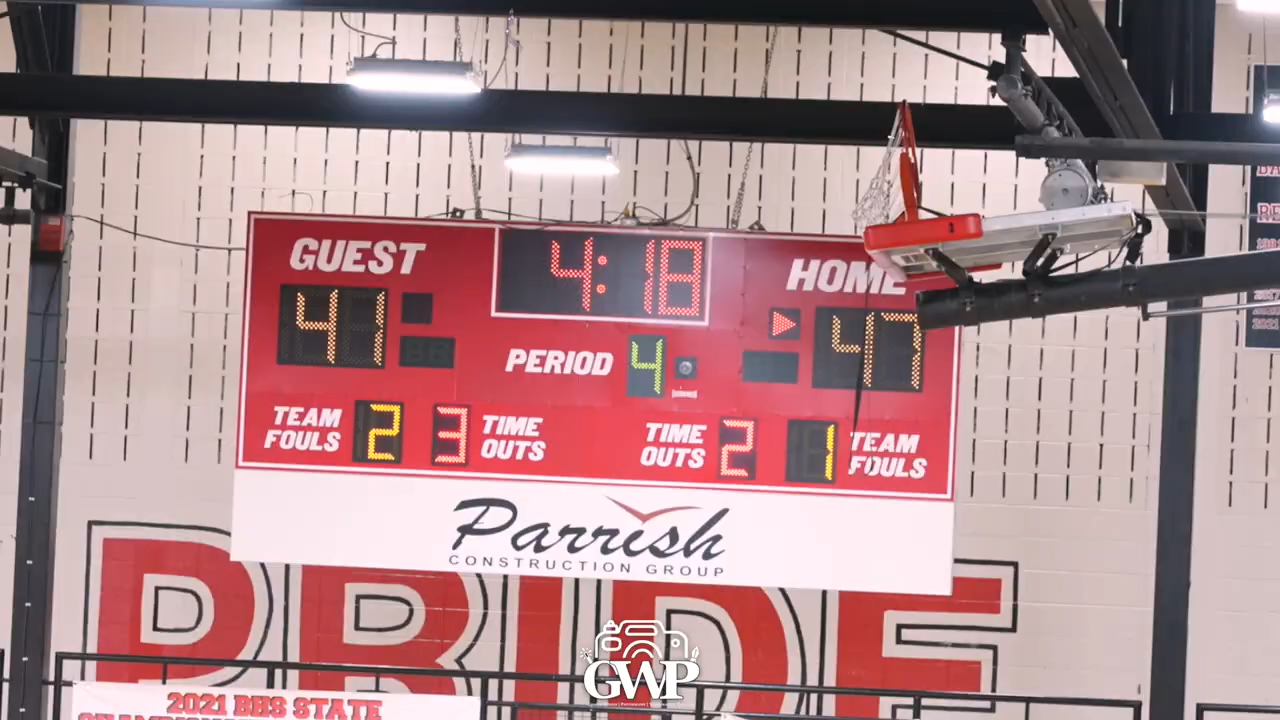 GUEST
4:18
HOME
41
47
PERIOD 4
TEAM FOULS 2
3 TIME OUTS
TIME OUTS 2
1 TEAM FOULS
Parrish
CONSTRUCTION GROUP
PRIDE
GWP
2021 BHS STATE